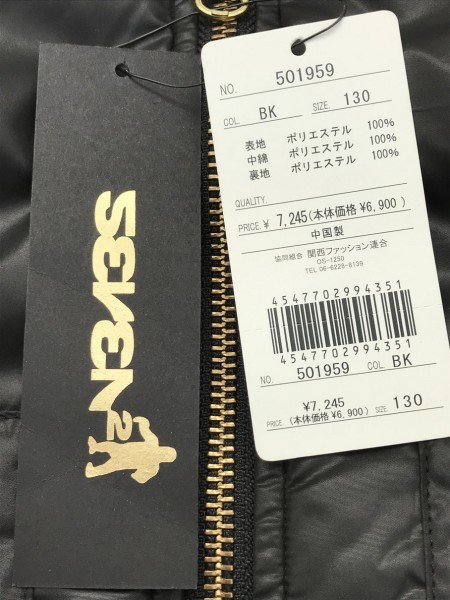 SEVEN2
NO. 501959
COL. BK SIZE 130
表地 ポリエステル 100%
中綿 ポリエステル 100%
裏地 ポリエステル 100%
QUALITY
PRICE ¥ 7,245(本体価格 ¥6,900)
中国製
協同組合 関西ファッション連合
OS-1250
TEL 06-6228-8139
4547702994351
4547702994351
NO. 501959 COL. BK
¥7,245
PRICE (本体価格 ¥6,900) SIZE 130